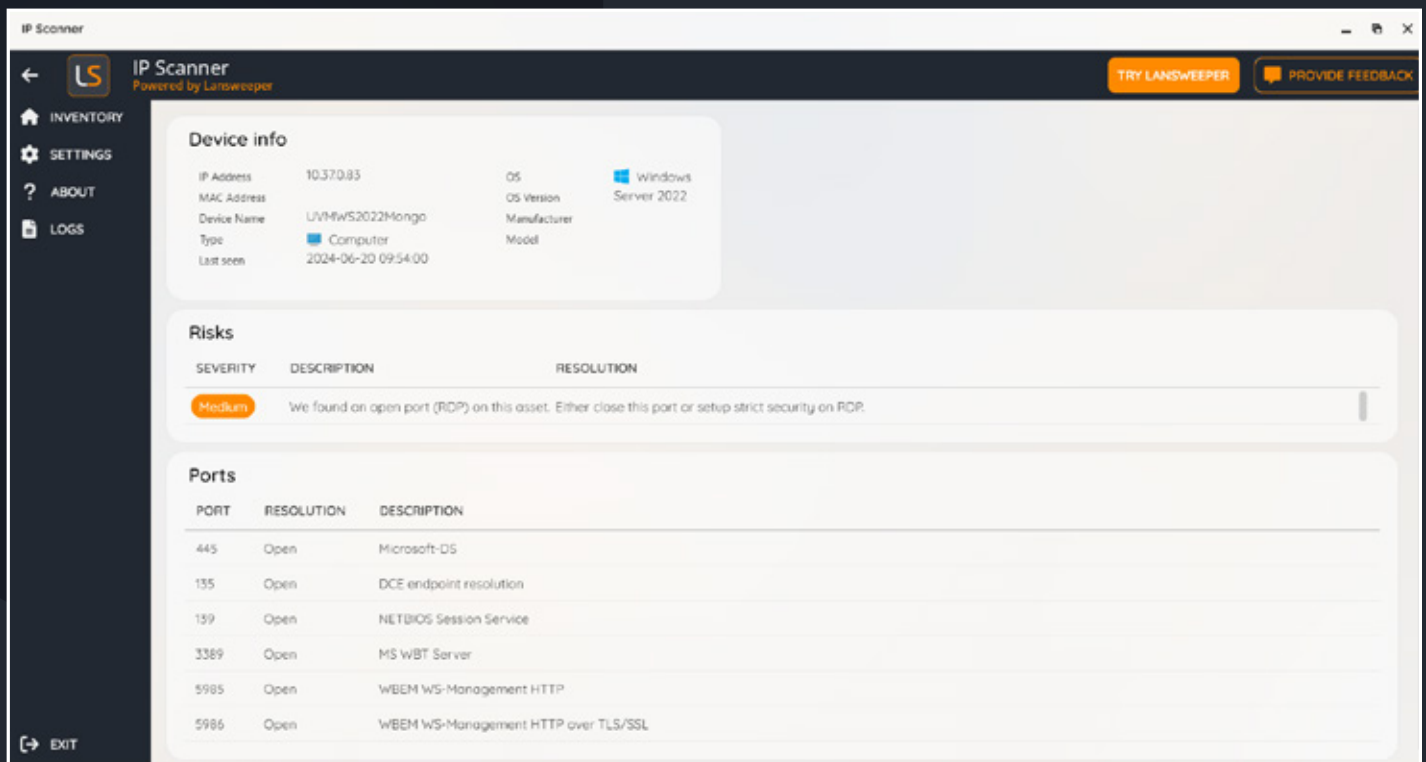 IP Scanner
LS
IP Scanner
Powered by Lansweeper
TRY LANSWEEPER
PROVIDE FEEDBACK
INVENTORY
SETTINGS
? ABOUT
LOGS
EXIT
Device info
IP Address 10.37.0.83
MAC Address
Device Name UVMWS2022Mongo
Type Computer
Last seen 2024-06-20 09:54:00
OS Windows
OS Version Server 2022
Manufacturer
Model
Risks
SEVERITY DESCRIPTION RESOLUTION
Medium We found an open port (RDP) on this asset. Either close this port or setup strict security on RDP.
Ports
PORT RESOLUTION DESCRIPTION
445 Open Microsoft-DS
135 Open DCE endpoint resolution
139 Open NETBIOS Session Service
3389 Open MS WBT Server
5985 Open WBEM WS-Management HTTP
5986 Open WBEM WS-Management HTTP over TLS/SSL